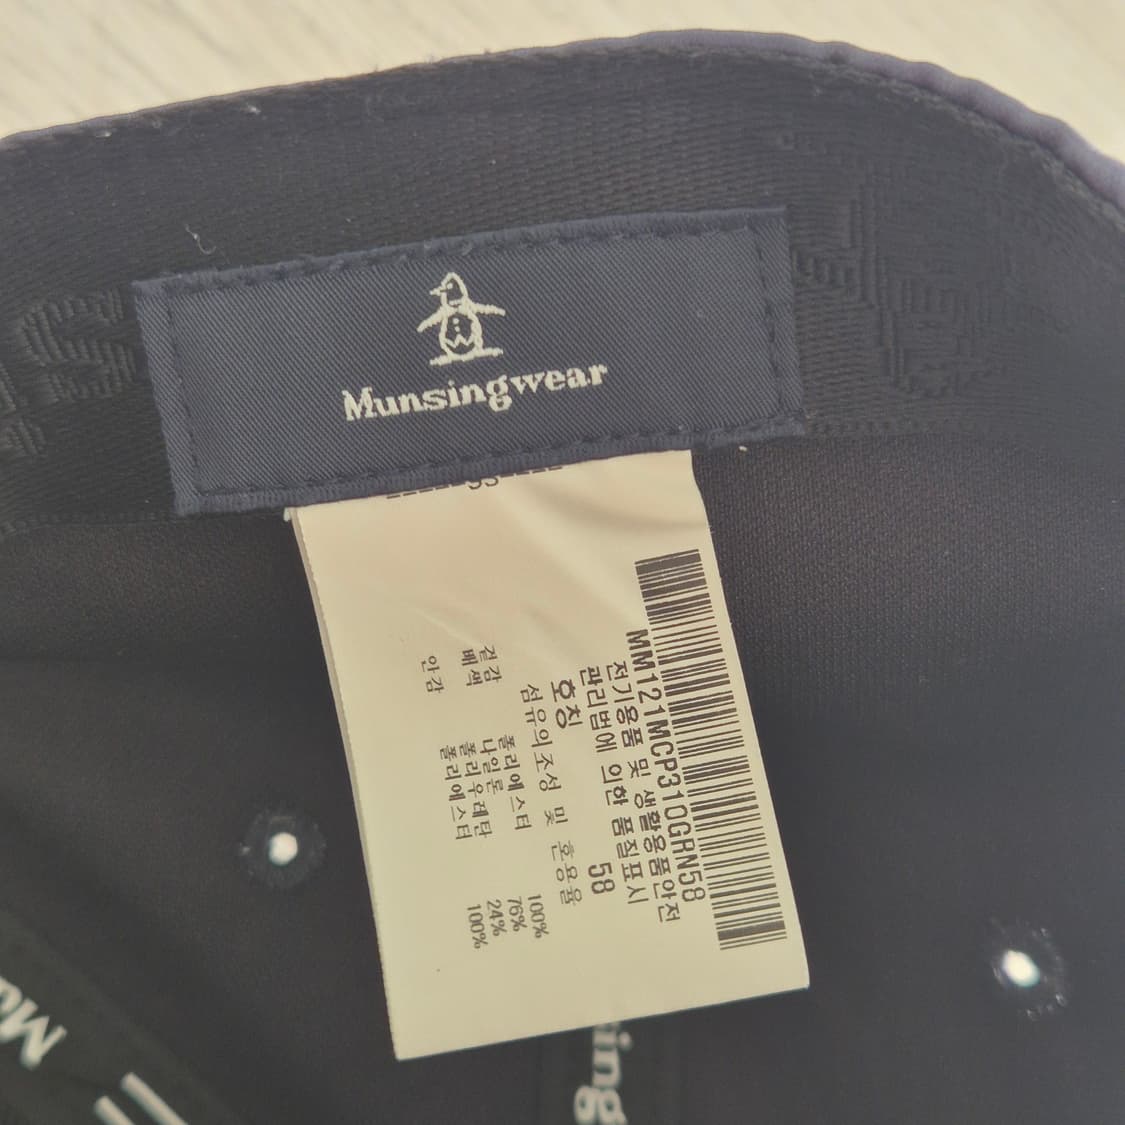 Munsingwear
MM121MCP310GRN58
전기용품 및 생활용품안전
관리법에 의한 품질표시
호칭 58
섬유의 조성 및 혼용율
겉감 폴리에스터 100%
배색 나일론 76%
폴리우레탄 24%
안감 폴리에스터 100%